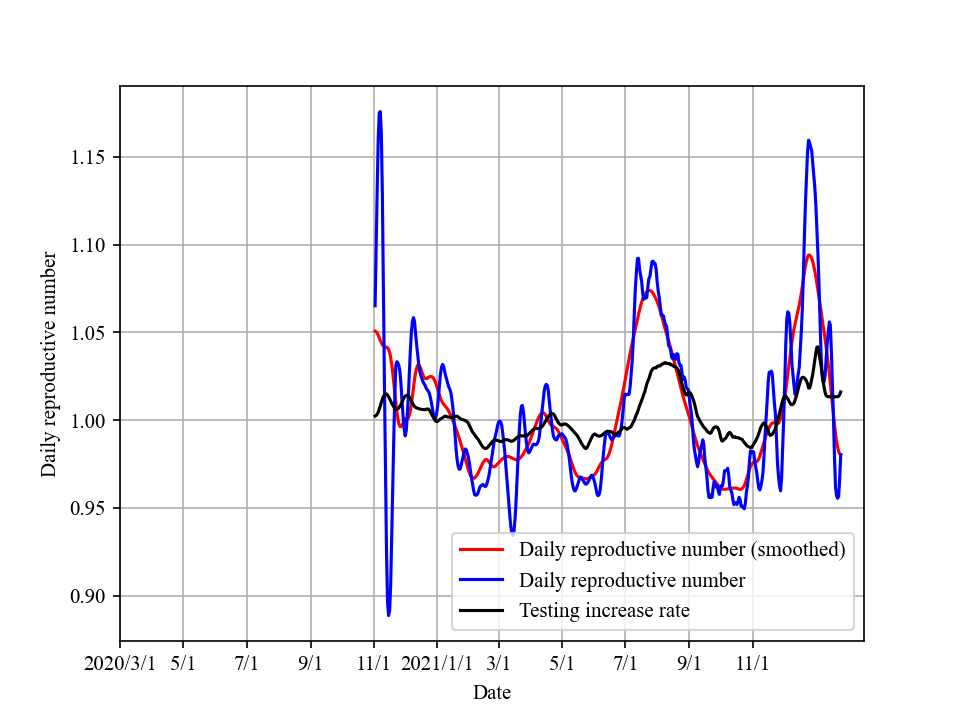 1.15
1.10
1.05
1.00
0.95
0.90
Daily reproductive number
Daily reproductive number (smoothed)
Daily reproductive number
Testing increase rate
2020/3/1 5/1 7/1 9/1 11/1 2021/1/1 3/1 5/1 7/1 9/1 11/1
Date